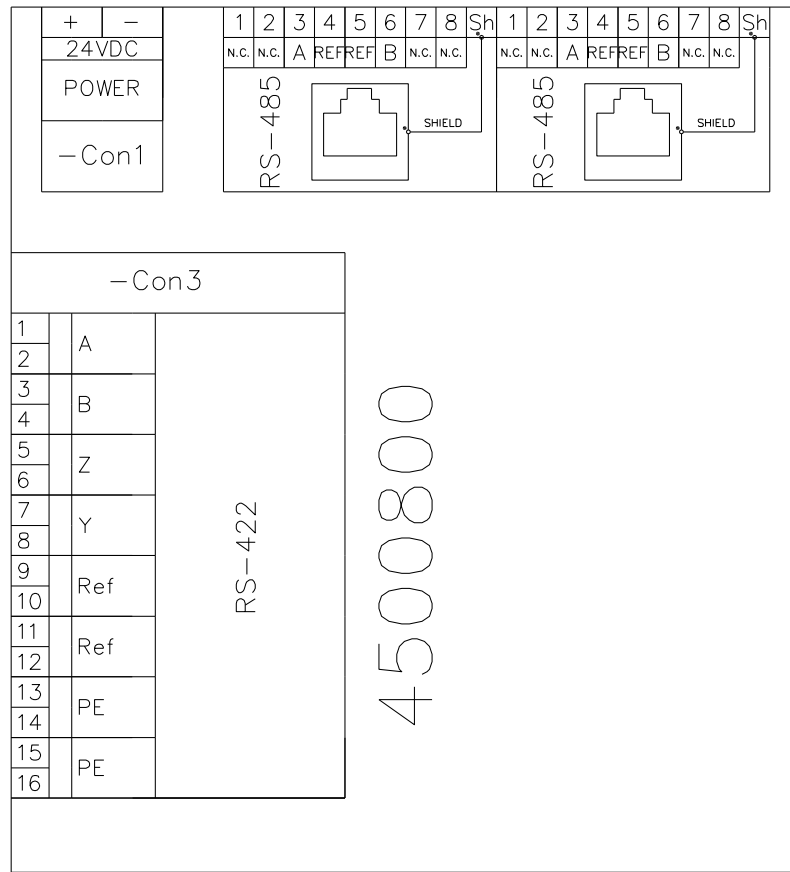 + − 1 2 3 4 5 6 7 8 Sh 1 2 3 4 5 6 7 8 Sh
24VDC N.C. N.C. A REF REF B N.C. N.C. N.C. N.C. A REF REF B N.C. N.C.
POWER
RS-485 SHIELD RS-485 SHIELD
-Con1
-Con3
1
A
2
3
B
4
5
Z
6
7
Y
8
9
Ref
10
11
Ref
12
13
PE
14
15
PE
16
RS-422
4500800